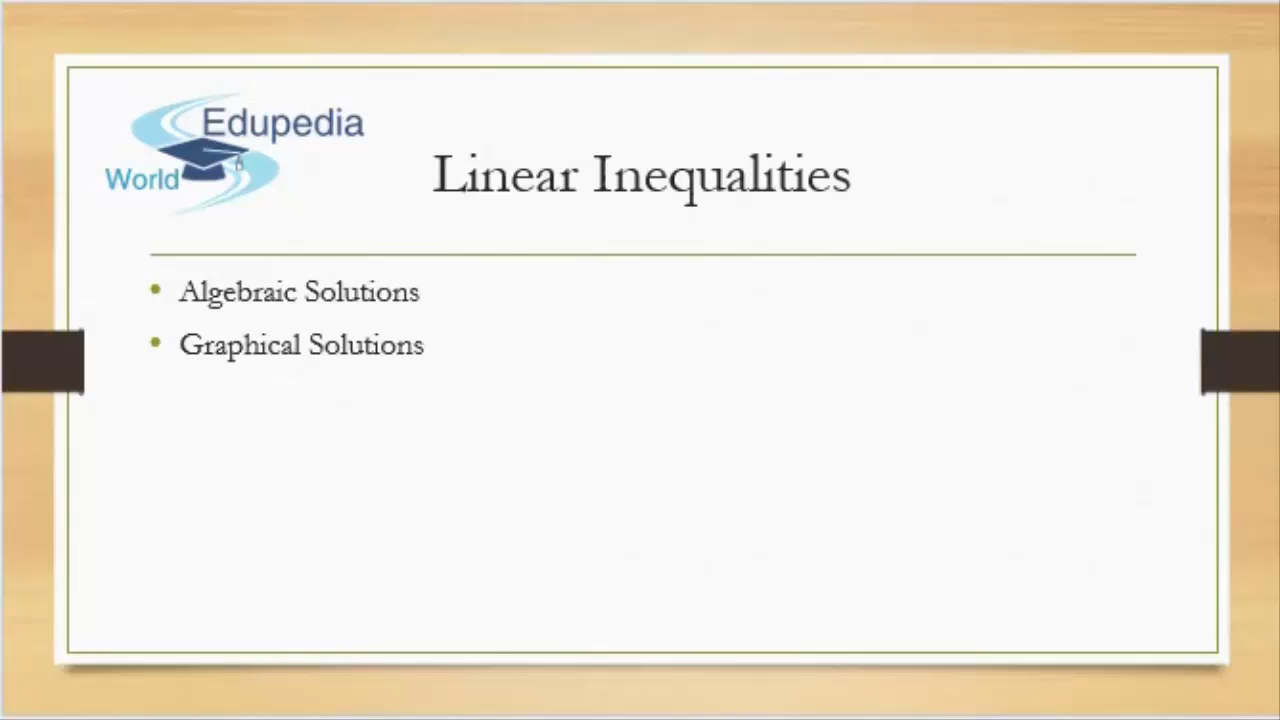 Edupedia
World
Linear Inequalities
• Algebraic Solutions
• Graphical Solutions